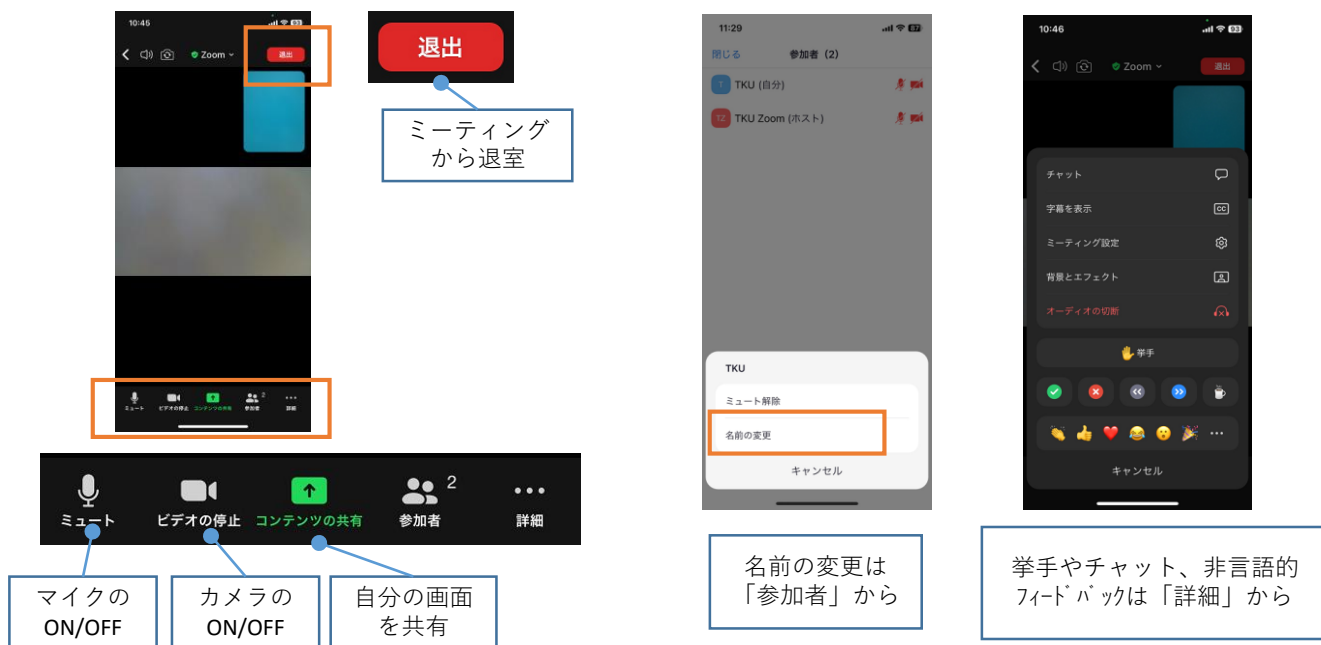 10:45
93
Zoom
退出
ミュート
ビデオの停止
コンテンツの共有
参加者
2
詳細
退出
ミーティング
から退室
ミュート
ビデオの停止
コンテンツの共有
参加者
2
詳細
マイクの
ON/OFF
カメラの
ON/OFF
自分の画面
を共有
11:29
87
閉じる
参加者（2）
T
TKU (自分)
TZ
TKU Zoom (ホスト)
TKU
ミュート解除
名前の変更
キャンセル
名前の変更は
「参加者」から
10:46
93
Zoom
退出
チャット
字幕を表示
CC
ミーティング設定
背景とエフェクト
オーディオの切断
挙手
キャンセル
挙手やチャット、非言語的
ﾌｨｰﾄﾞﾊﾞｯｸは「詳細」から